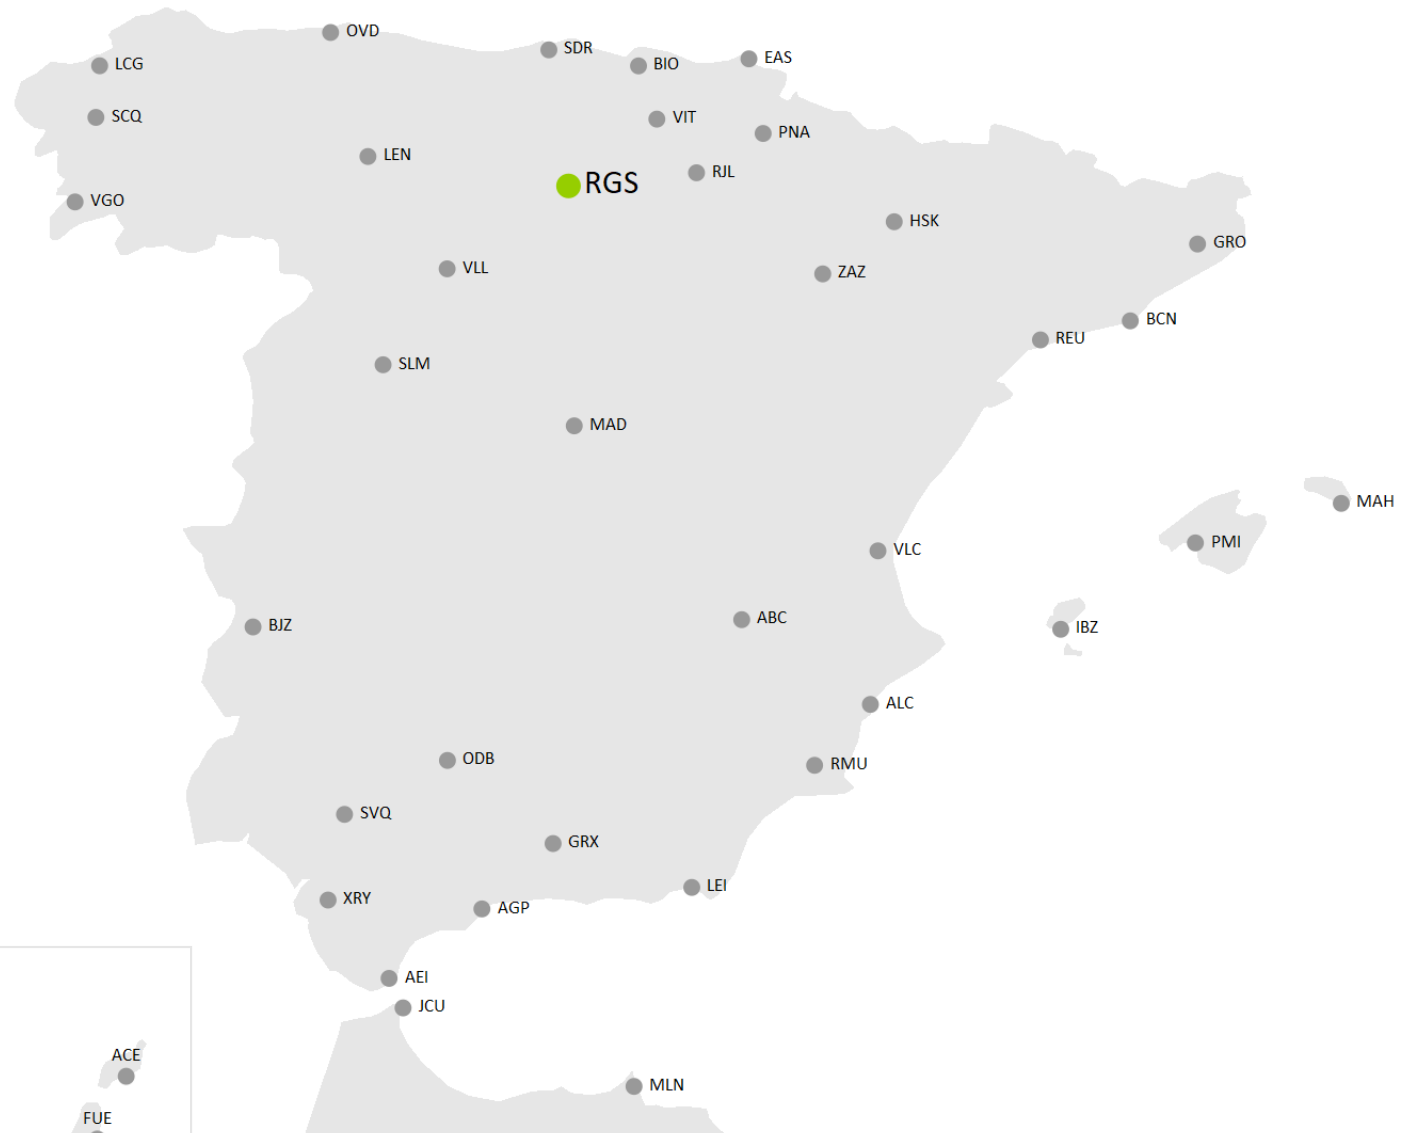 OVD
SDR
EAS
LCG
BIO
SCQ
VIT
PNA
LEN
RJL
RGS
VGO
HSK
GRO
VLL
ZAZ
BCN
REU
SLM
MAD
MAH
PMI
VLC
ABC
BJZ
IBZ
ALC
ODB
RMU
SVQ
GRX
LEI
XRY
AGP
AEI
JCU
ACE
MLN
FUE